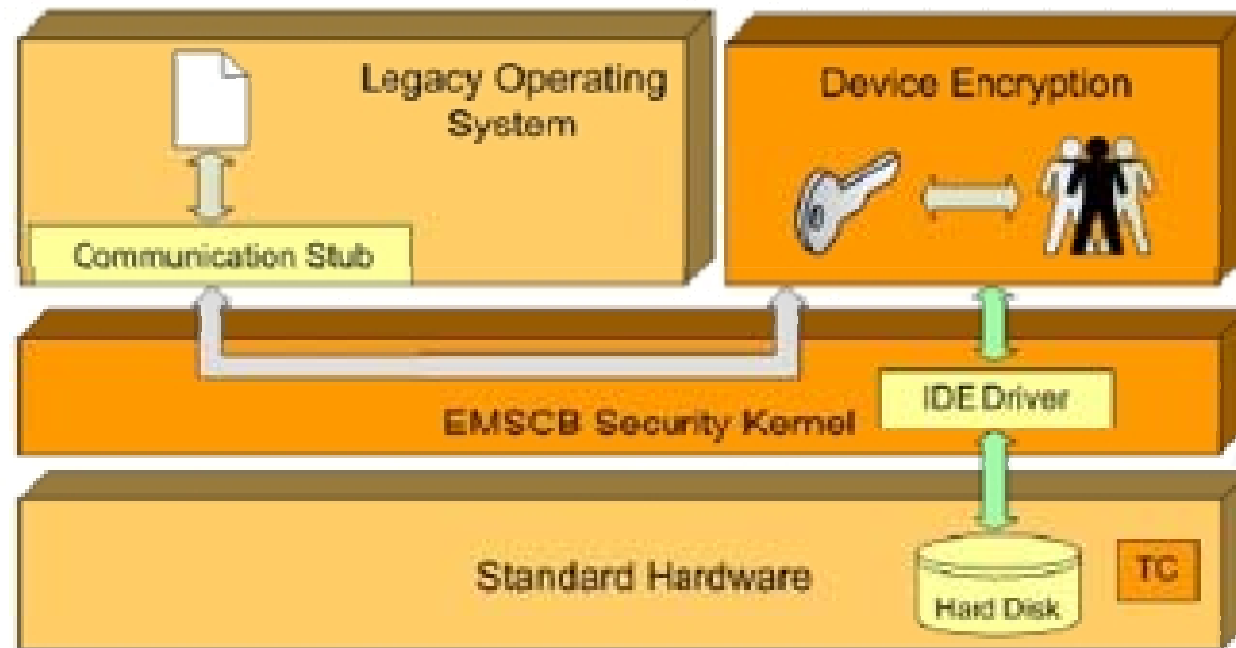 Legacy Operating
System
Device Encryption
Communication Stub
IDE Driver
EMSCB Security Kernel
Standard Hardware
TC
Hard Disk